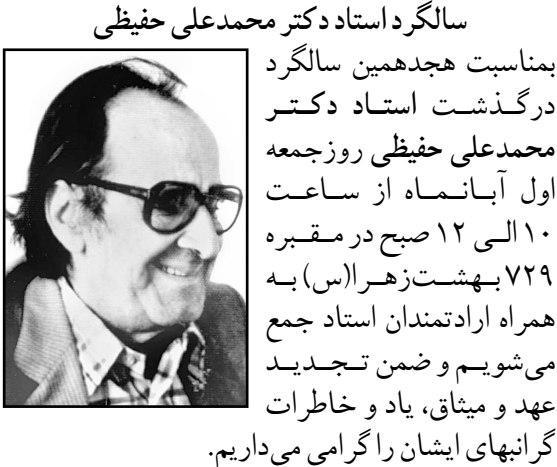 سالگرد استاد دکتر محمدعلی حفیظی
بمناسبت هجدهمین سالگرد
درگذشت استاد دکتر
محمدعلی حفیظی روزجمعه
اول آبانماه از ساعت
۱۰ الی ۱۲ صبح در مقبره
۷۲۹ بهشت‌زهرا(س) به
همراه ارادتمندان استاد جمع
می‌شویم و ضمن تجدید
عهد و میثاق، یاد و خاطرات
گرانبهای ایشان را گرامی می‌داریم.